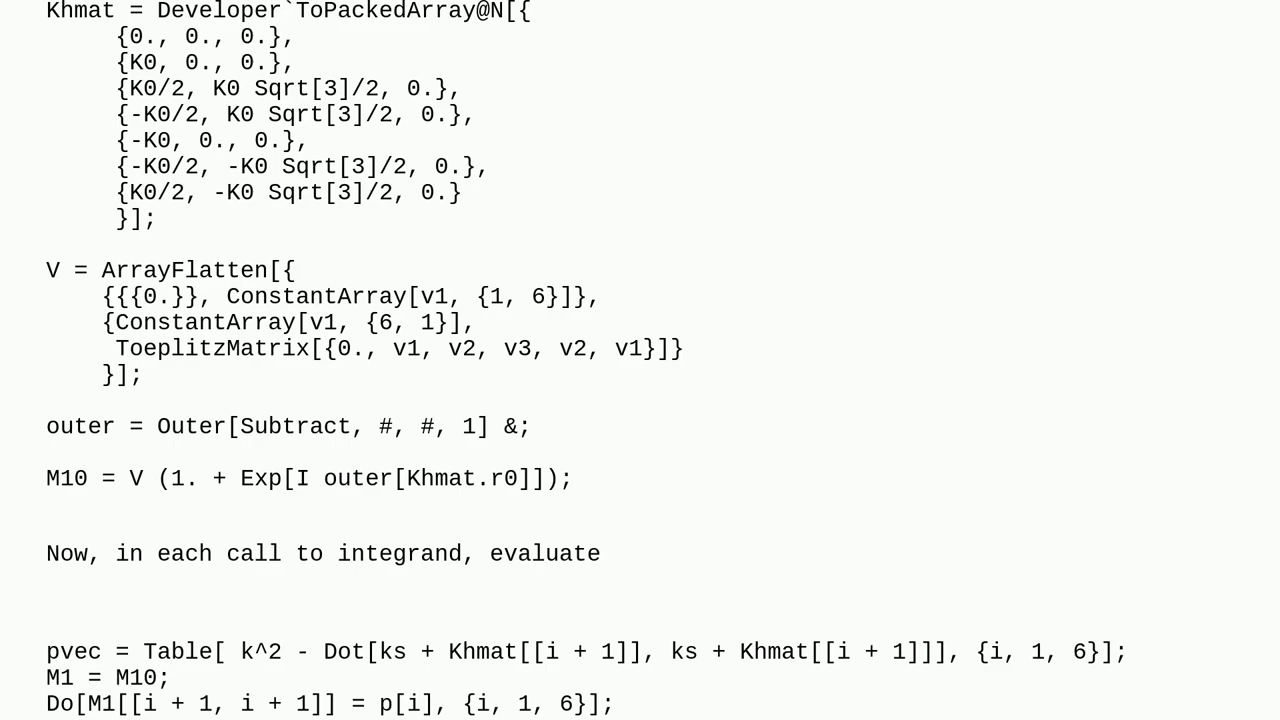 Khmat = Developer`ToPackedArray@N[{
{0., 0., 0.},
{K0, 0., 0.},
{K0/2, K0 Sqrt[3]/2, 0.},
{-K0/2, K0 Sqrt[3]/2, 0.},
{-K0, 0., 0.},
{-K0/2, -K0 Sqrt[3]/2, 0.},
{K0/2, -K0 Sqrt[3]/2, 0.}
}];
V = ArrayFlatten[{
{{{0.}}, ConstantArray[v1, {1, 6}]},
{ConstantArray[v1, {6, 1}],
ToeplitzMatrix[{0., v1, v2, v3, v2, v1}]}
}];
outer = Outer[Subtract, #, #, 1] &;
M10 = V (1. + Exp[I outer[Khmat.r0]]);
Now, in each call to integrand, evaluate
pvec = Table[ k^2 - Dot[ks + Khmat[[i + 1]], ks + Khmat[[i + 1]]], {i, 1, 6}];
M1 = M10;
Do[M1[[i + 1, i + 1]] = p[i], {i, 1, 6}];